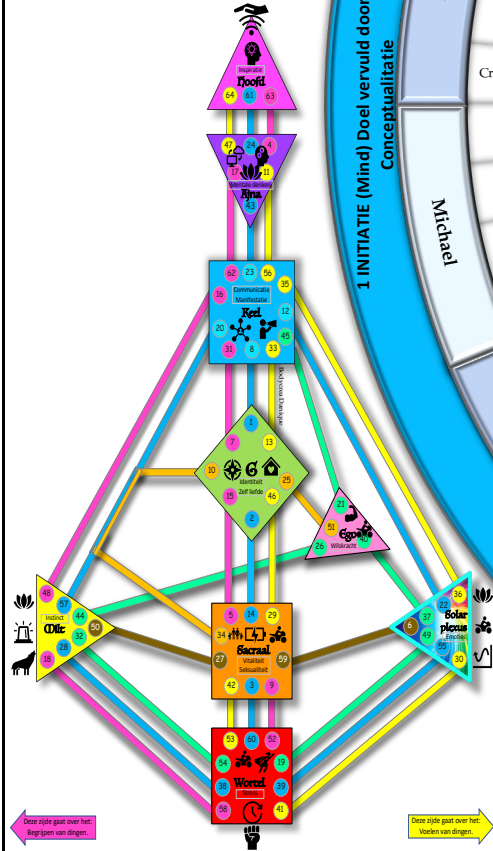 Inspiratie
Hoofd
64 61 63
47 24 4
17 11
Mentale denkerg
Ajna
43
62 23 56
16 35
Communicatie
Manifestatie
Keel
12
20 45
31 8 33
1 INITIATIE (Mind) Doel vervuld door
Conceptualitatie
Cr
Michael
1
7 13
10 G 25
Identiteit
Zelf liefde
15 46
2
21
51
Ego
40
26 Wilskracht
48
57
Instinct 44
Milt 50
32
28
18
5 14 29
34
Sacraal
27 Vitaliteit 59
Seksualiteit
42 3 9
36
22
37 Solar
6 plexus
49 Emoties
55
30
53 60 52
54 19
Wortel
38 Stress 39
58 41
Deze zijde gaat over het:
Begrijpen van dingen.
Deze zijde gaat over het:
Voelen van dingen.